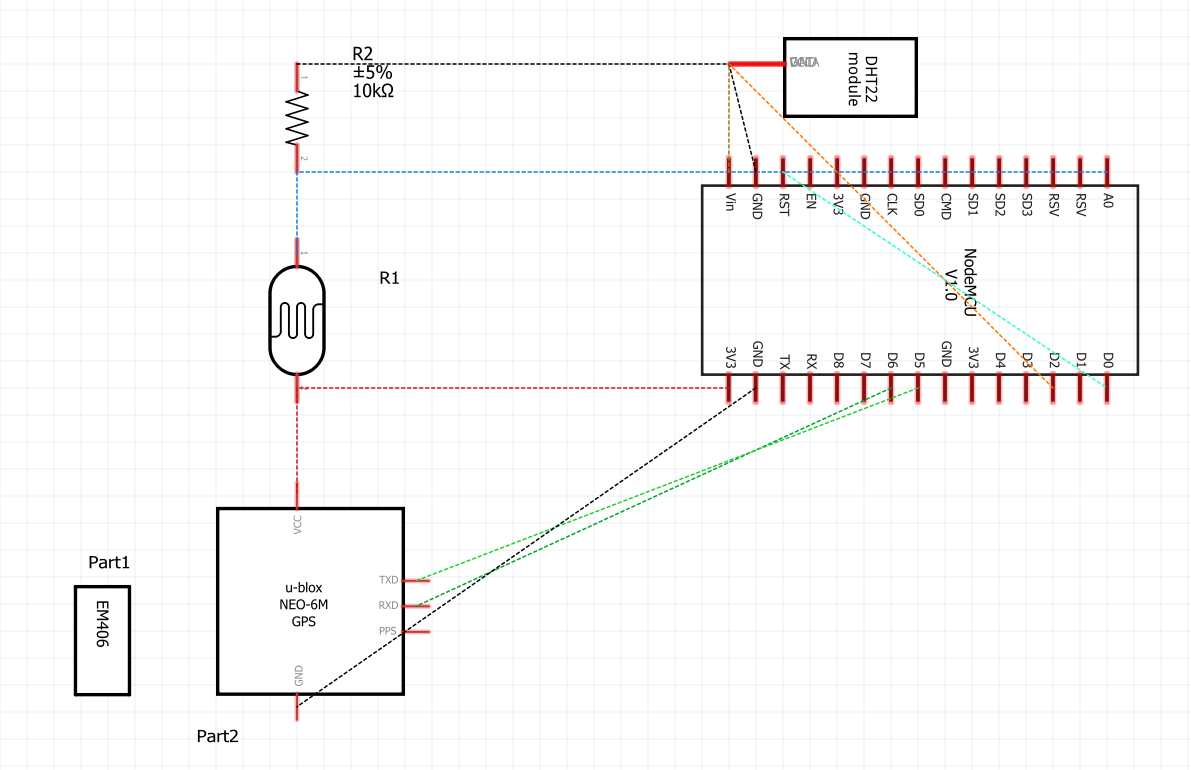 R2
±5%
10kΩ
1
2
DHT22
module
Vin
GND
RST
EN
3V3
GND
CLK
SD0
CMD
SD1
SD2
SD3
RSV
RSV
A0
NodeMCU
V1.0
3V3
GND
TX
RX
D8
D7
D6
D5
GND
3V3
D4
D3
D2
D1
D0
1
R1
VCC
TXD
RXD
PPS
GND
u-blox
NEO-6M
GPS
Part1
EM406
Part2